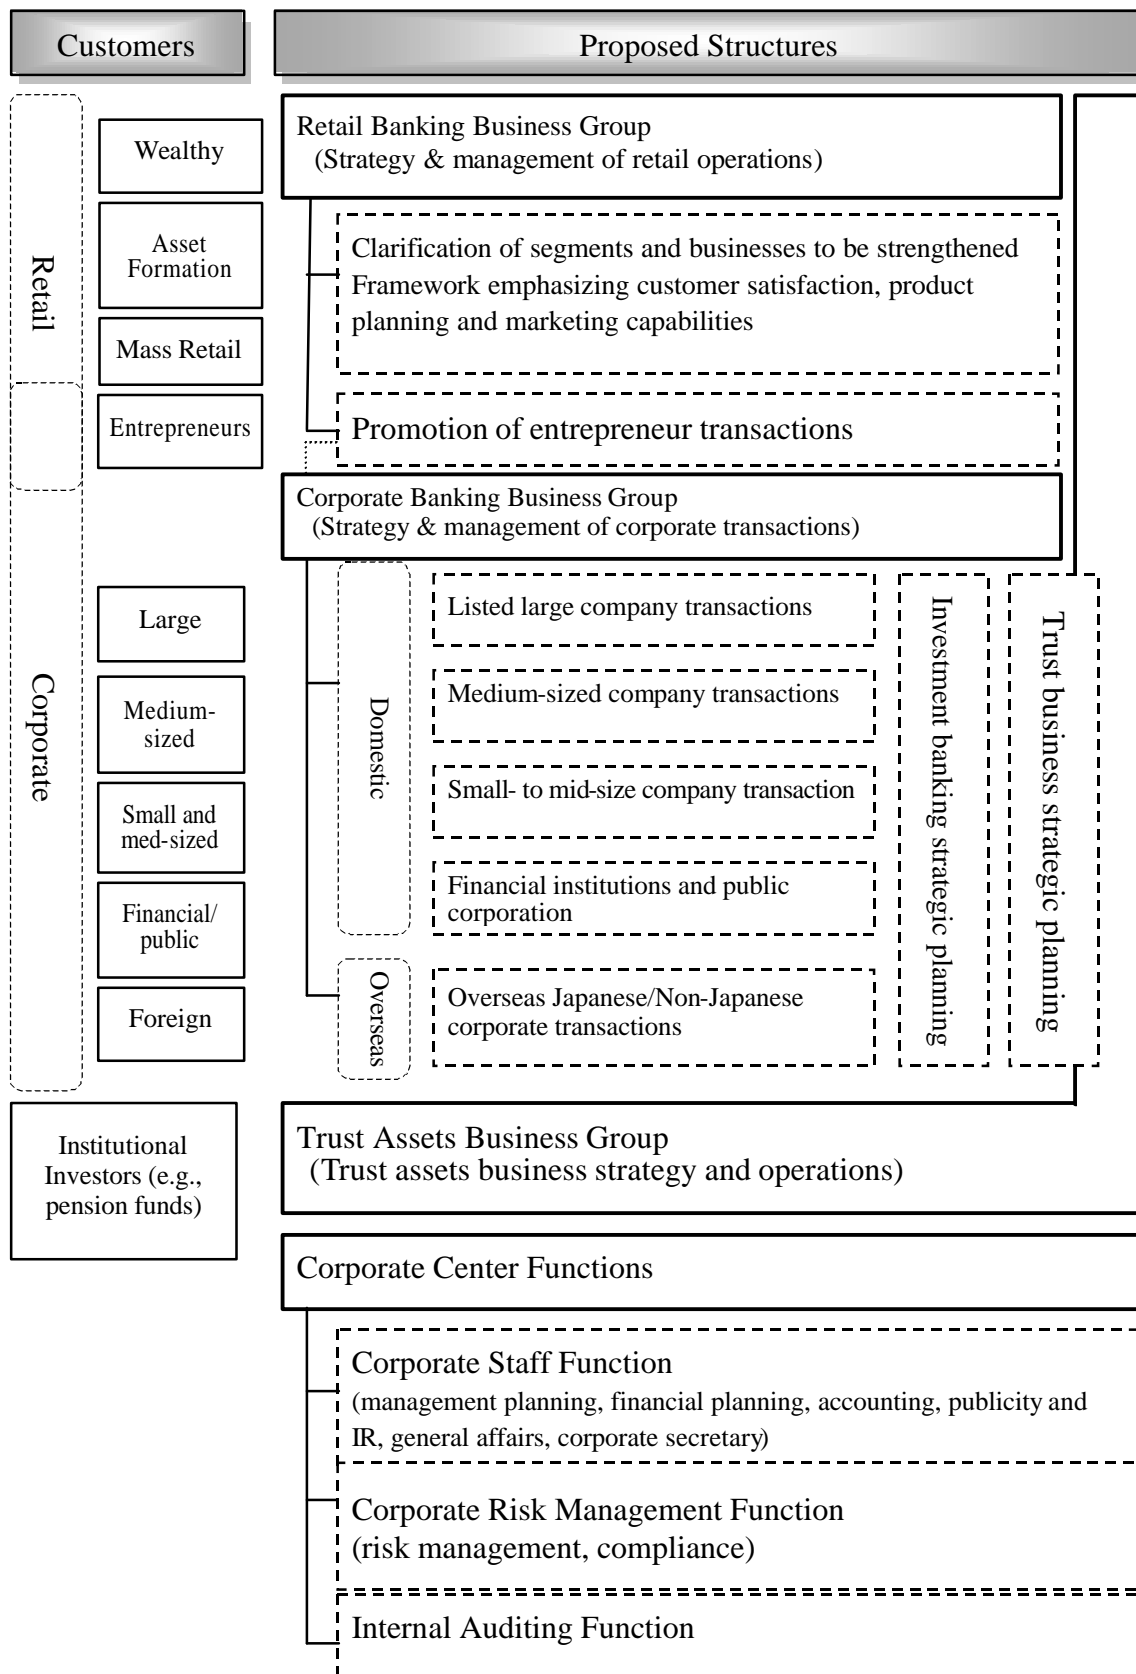 Customers
Proposed Structures
Retail
Wealthy
Asset
Formation
Mass Retail
Entrepreneurs
Retail Banking Business Group
(Strategy & management of retail operations)
Clarification of segments and businesses to be strengthened
Framework emphasizing customer satisfaction, product
planning and marketing capabilities
Promotion of entrepreneur transactions
Corporate Banking Business Group
(Strategy & management of corporate transactions)
Corporate
Large
Medium-
sized
Small and
med-sized
Financial/
public
Foreign
Domestic
Listed large company transactions
Medium-sized company transactions
Small- to mid-size company transaction
Financial institutions and public
corporation
Overseas
Overseas Japanese/Non-Japanese
corporate transactions
Investment banking strategic planning
Trust business strategic planning
Institutional
Investors (e.g.,
pension funds)
Trust Assets Business Group
(Trust assets business strategy and operations)
Corporate Center Functions
Corporate Staff Function
(management planning, financial planning, accounting, publicity and
IR, general affairs, corporate secretary)
Corporate Risk Management Function
(risk management, compliance)
Internal Auditing Function